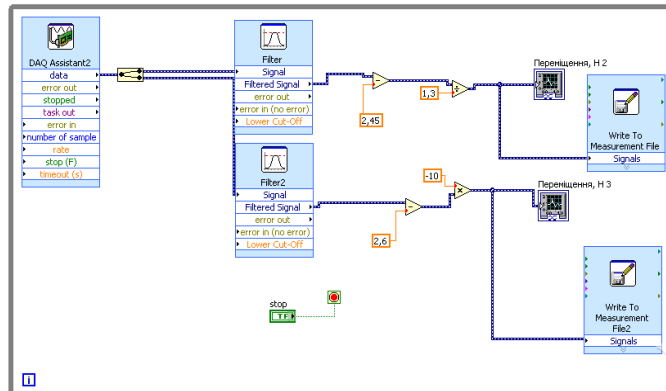 DAQ Assistant2
data
error out
stopped
task out
error in
number of sample
rate
stop (F)
timeout (s)
Filter
Signal
Filtered Signal
error out
error in (no error)
Lower Cut-Off
2,45
1,3
Переміщення, Н 2
Write To
Measurement File
Signals
Filter2
Signal
Filtered Signal
error out
error in (no error)
Lower Cut-Off
2,6
-10
Переміщення, Н 3
Write To
Measurement
File2
Signals
stop
TF
i